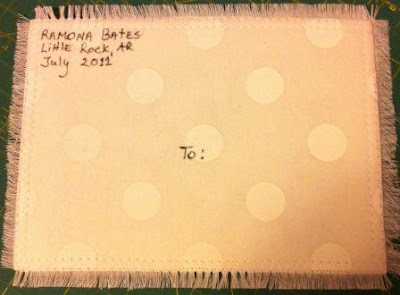 RAMONA BATES
LittlE Rock, AR
July 2011
To: